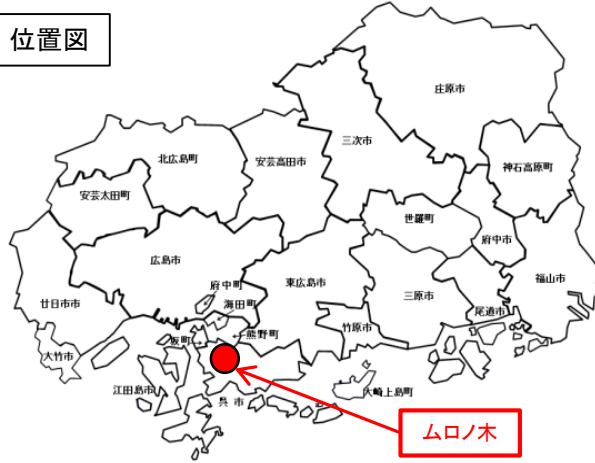 位置図
庄原市
三次市
北広島町
安芸高田市
神石高原町
安芸太田町
世羅町
府中市
広島市
東広島市
三原市
福山市
府中町
海田町
廿日市市
尾道市
竹原市
熊野町
坂町
大竹市
江田島市
大崎上島町
呉市
ムロノ木